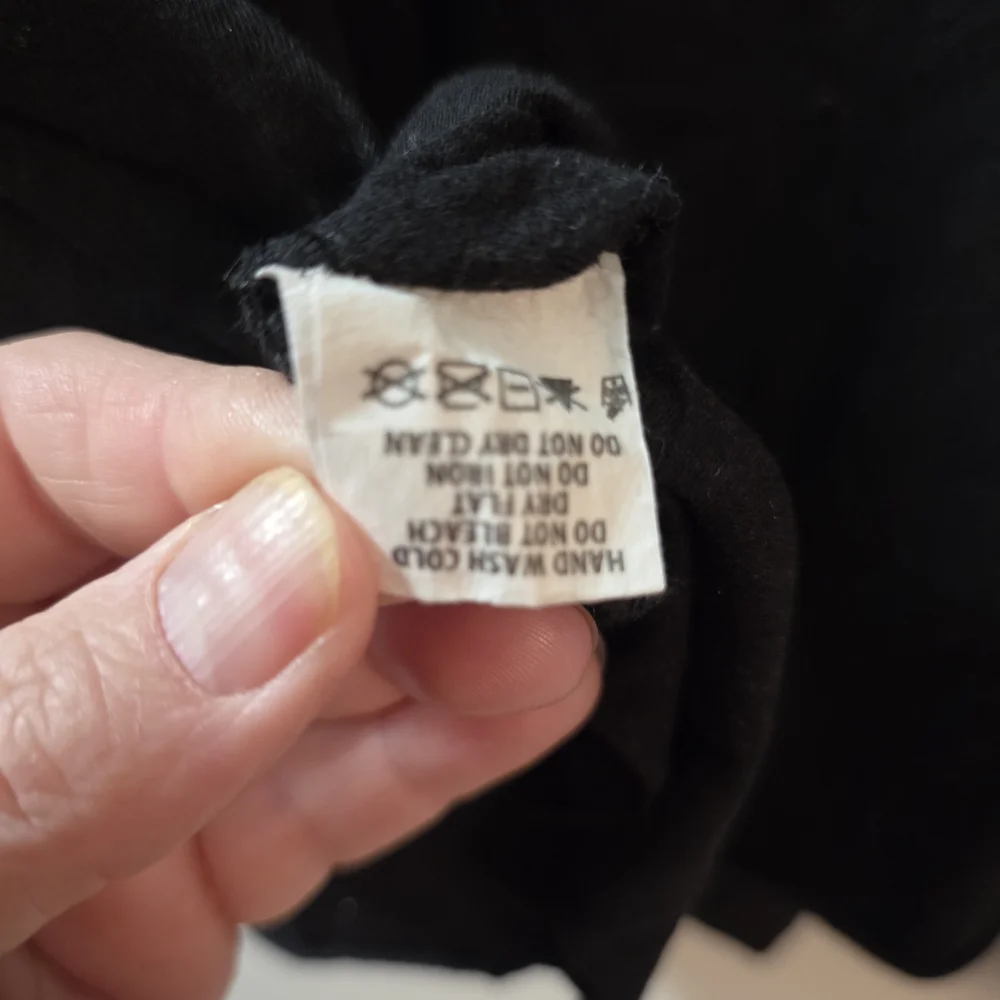 HAND WASH COLD
DO NOT BLEACH
DRY FLAT
DO NOT IRON
DO NOT DRY CLEAN